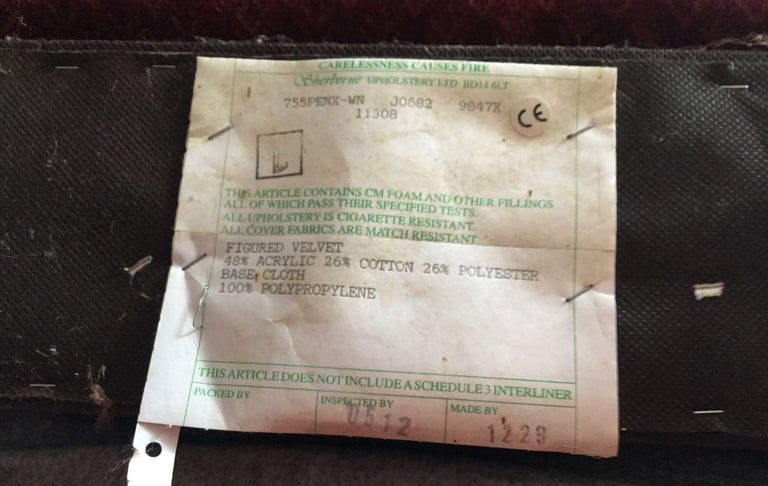 CARELESSNESS CAUSES FIRE
Sherborne UPHOLSTERY LTD BD14 6LT
755PENX-WN J0682 9847X
11308
CE
THIS ARTICLE CONTAINS CM FOAM AND OTHER FILLINGS
ALL OF WHICH PASS THEIR SPECIFIED TESTS.
ALL UPHOLSTERY IS CIGARETTE RESISTANT.
ALL COVER FABRICS ARE MATCH RESISTANT
FIGURED VELVET
48% ACRYLIC 26% COTTON 26% POLYESTER
BASE CLOTH
100% POLYPROPYLENE
THIS ARTICLE DOES NOT INCLUDE A SCHEDULE 3 INTERLINER
PACKED BY INSPECTED BY MADE BY
0512 1229